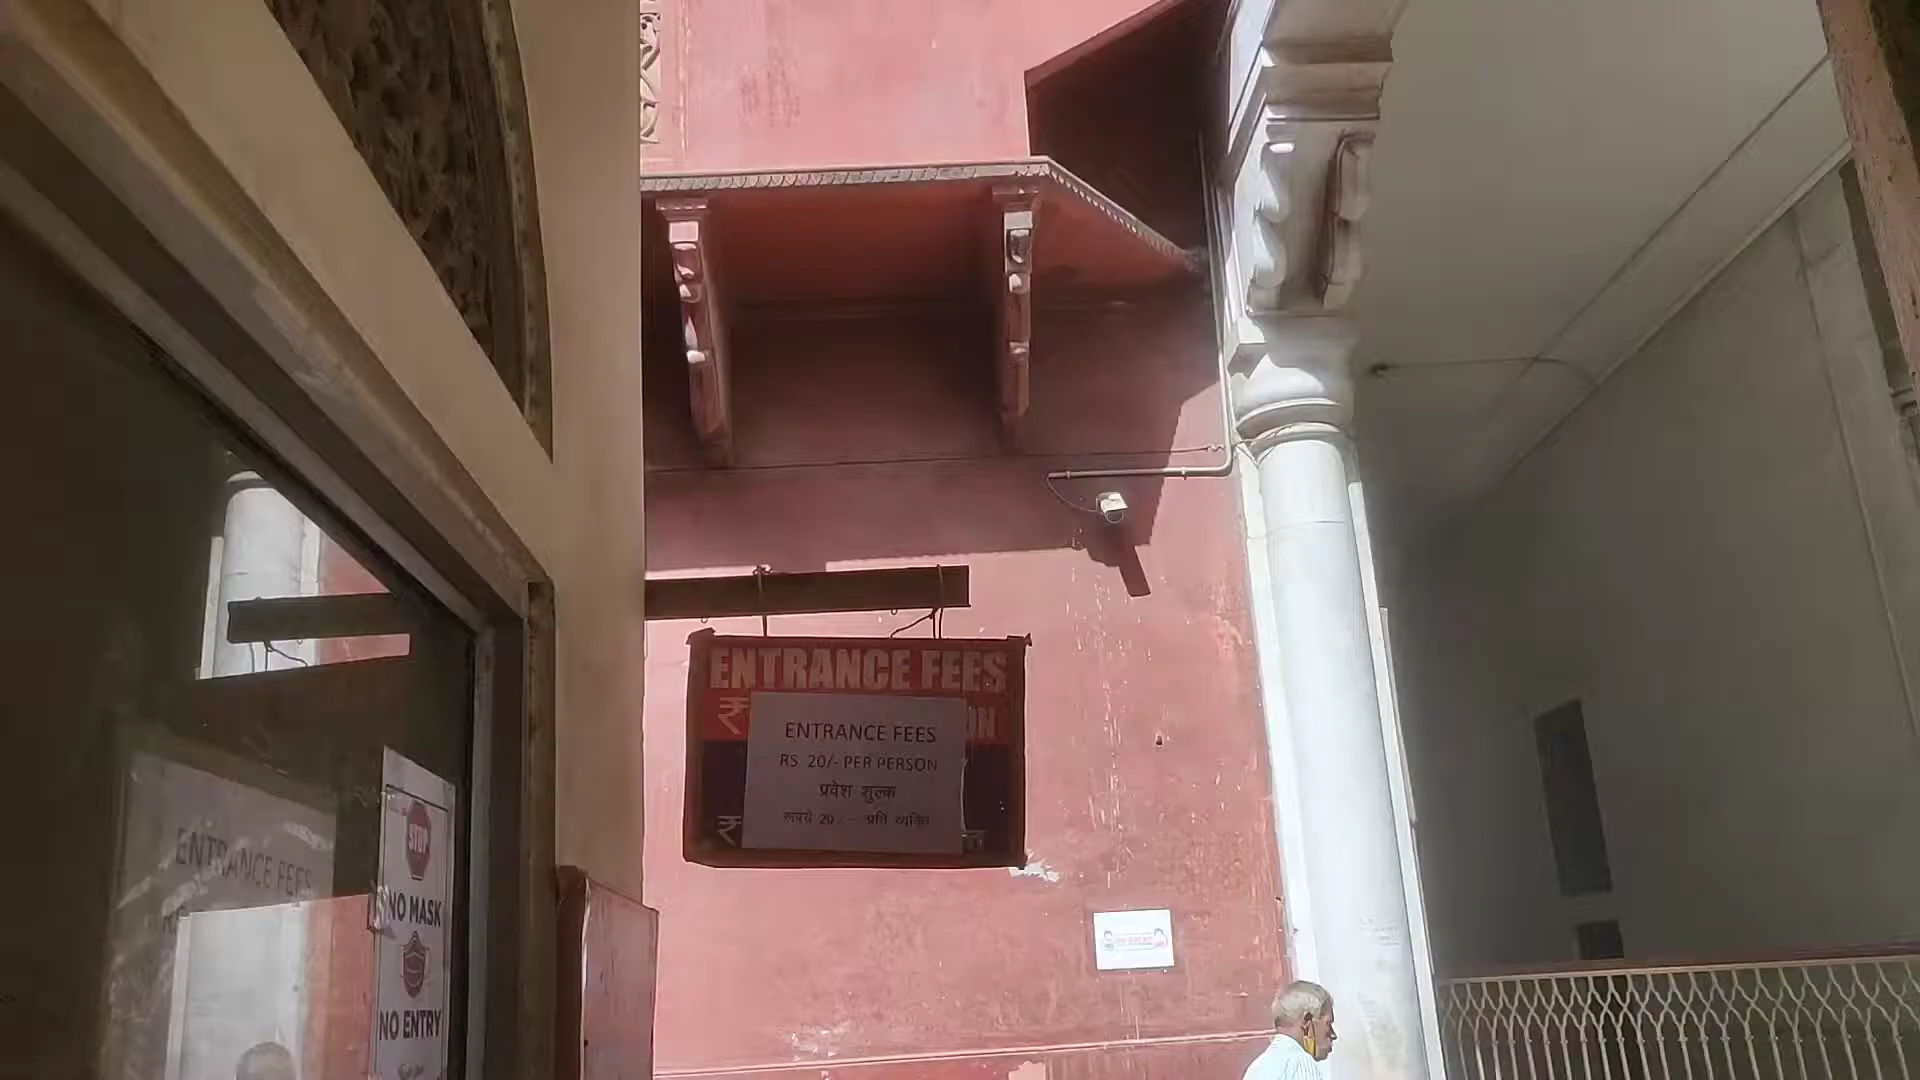 ENTRANCE FEES
₹
ENTRANCE FEES
RS 20/- PER PERSON
प्रवेश शुल्क
रूपये 20 /- प्रति व्यक्ति
₹
ENTRANCE FEES
STOP
NO MASK
NO ENTRY